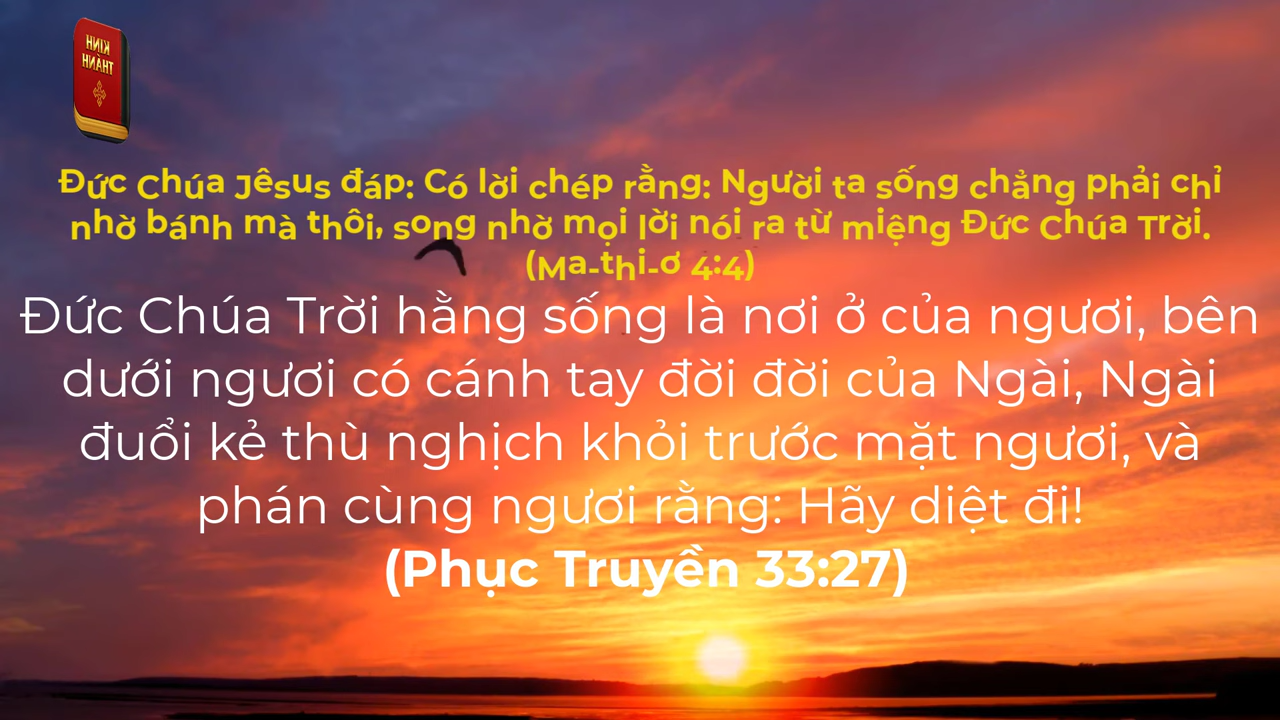 KINH
THÁNH
Đức Chúa Jêsus đáp: Có lời chép rằng: Người ta sống chẳng phải chỉ
nhờ bánh mà thôi, song nhờ mọi lời nói ra từ miệng Đức Chúa Trời.
(Ma-thi-ơ 4:4)
Đức Chúa Trời hằng sống là nơi ở của ngươi, bên
dưới ngươi có cánh tay đời đời của Ngài, Ngài
đuổi kẻ thù nghịch khỏi trước mặt ngươi, và
phán cùng ngươi rằng: Hãy diệt đi!
(Phục Truyền 33:27)